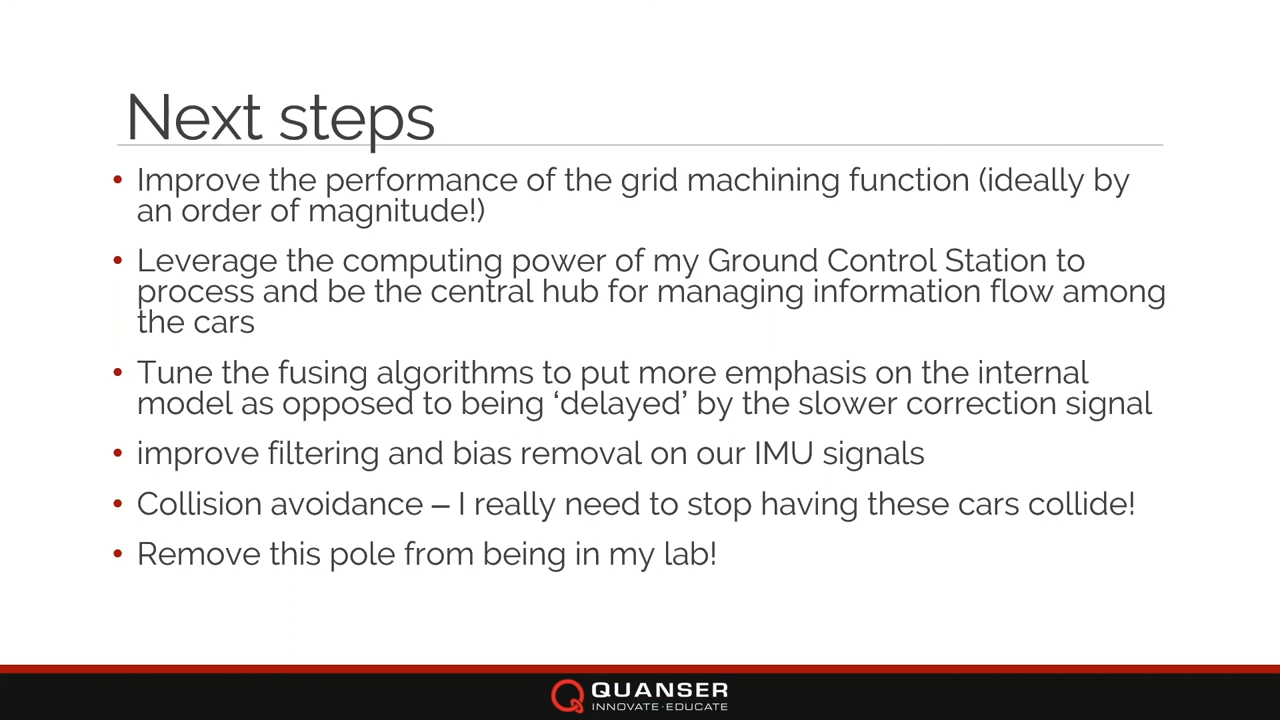 Next steps
• Improve the performance of the grid machining function (ideally by
an order of magnitude!)
• Leverage the computing power of my Ground Control Station to
process and be the central hub for managing information flow among
the cars
• Tune the fusing algorithms to put more emphasis on the internal
model as opposed to being ‘delayed’ by the slower correction signal
• improve filtering and bias removal on our IMU signals
• Collision avoidance – I really need to stop having these cars collide!
• Remove this pole from being in my lab!
QUANSER
INNOVATE·EDUCATE